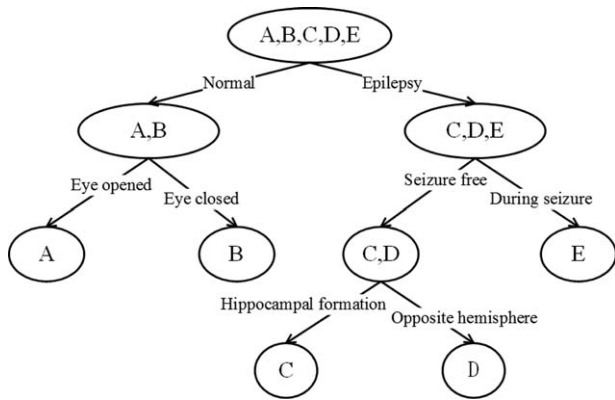 A,B,C,D,E
Normal
Epilepsy
A,B
C,D,E
Eye opened
Eye closed
Seizure free
During seizure
A
B
C,D
E
Hippocampal formation
Opposite hemisphere
C
D